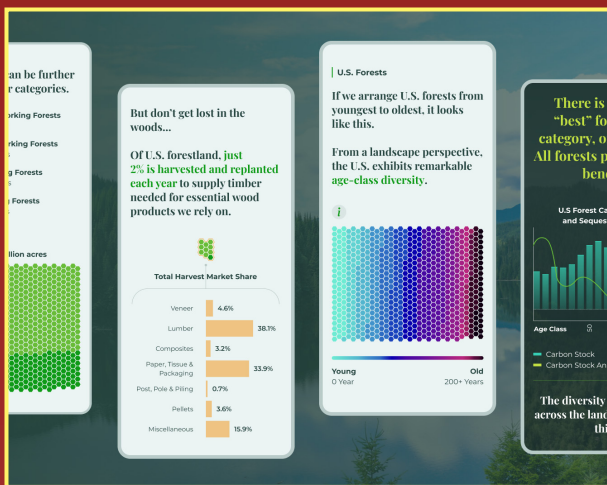 an be further
r categories.
rking Forests
rking Forests
g Forests
Forests
llion acres
But don't get lost in the
woods...
Of U.S. forestland, just
2% is harvested and replanted
each year to supply timber
needed for essential wood
products we rely on.
Total Harvest Market Share
Veneer 4.6%
Lumber 38.1%
Composites 3.2%
Paper, Tissue &
Packaging 33.9%
Post, Pole & Piling 0.7%
Pellets 3.6%
Miscellaneous 15.9%
U.S. Forests
If we arrange U.S. forests from
youngest to oldest, it looks
like this.
From a landscape perspective,
the U.S. exhibits remarkable
age-class diversity.
i
Young Old
0 Year 200+ Years
There is
“best” fo
category, o
All forests p
bene
U.S Forest Ca
and Seques
Age Class 50
Carbon Stock
Carbon Stock An
The diversity
across the land
thi